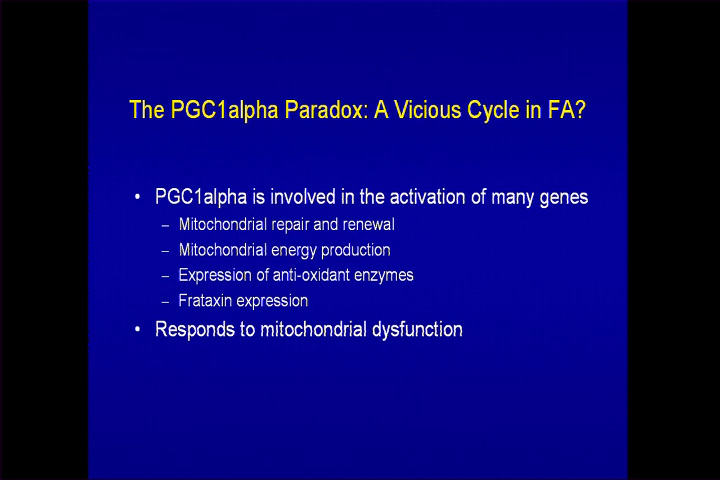 The PGC1alpha Paradox: A Vicious Cycle in FA?
• PGC1alpha is involved in the activation of many genes
– Mitochondrial repair and renewal
– Mitochondrial energy production
– Expression of anti-oxidant enzymes
– Frataxin expression
• Responds to mitochondrial dysfunction